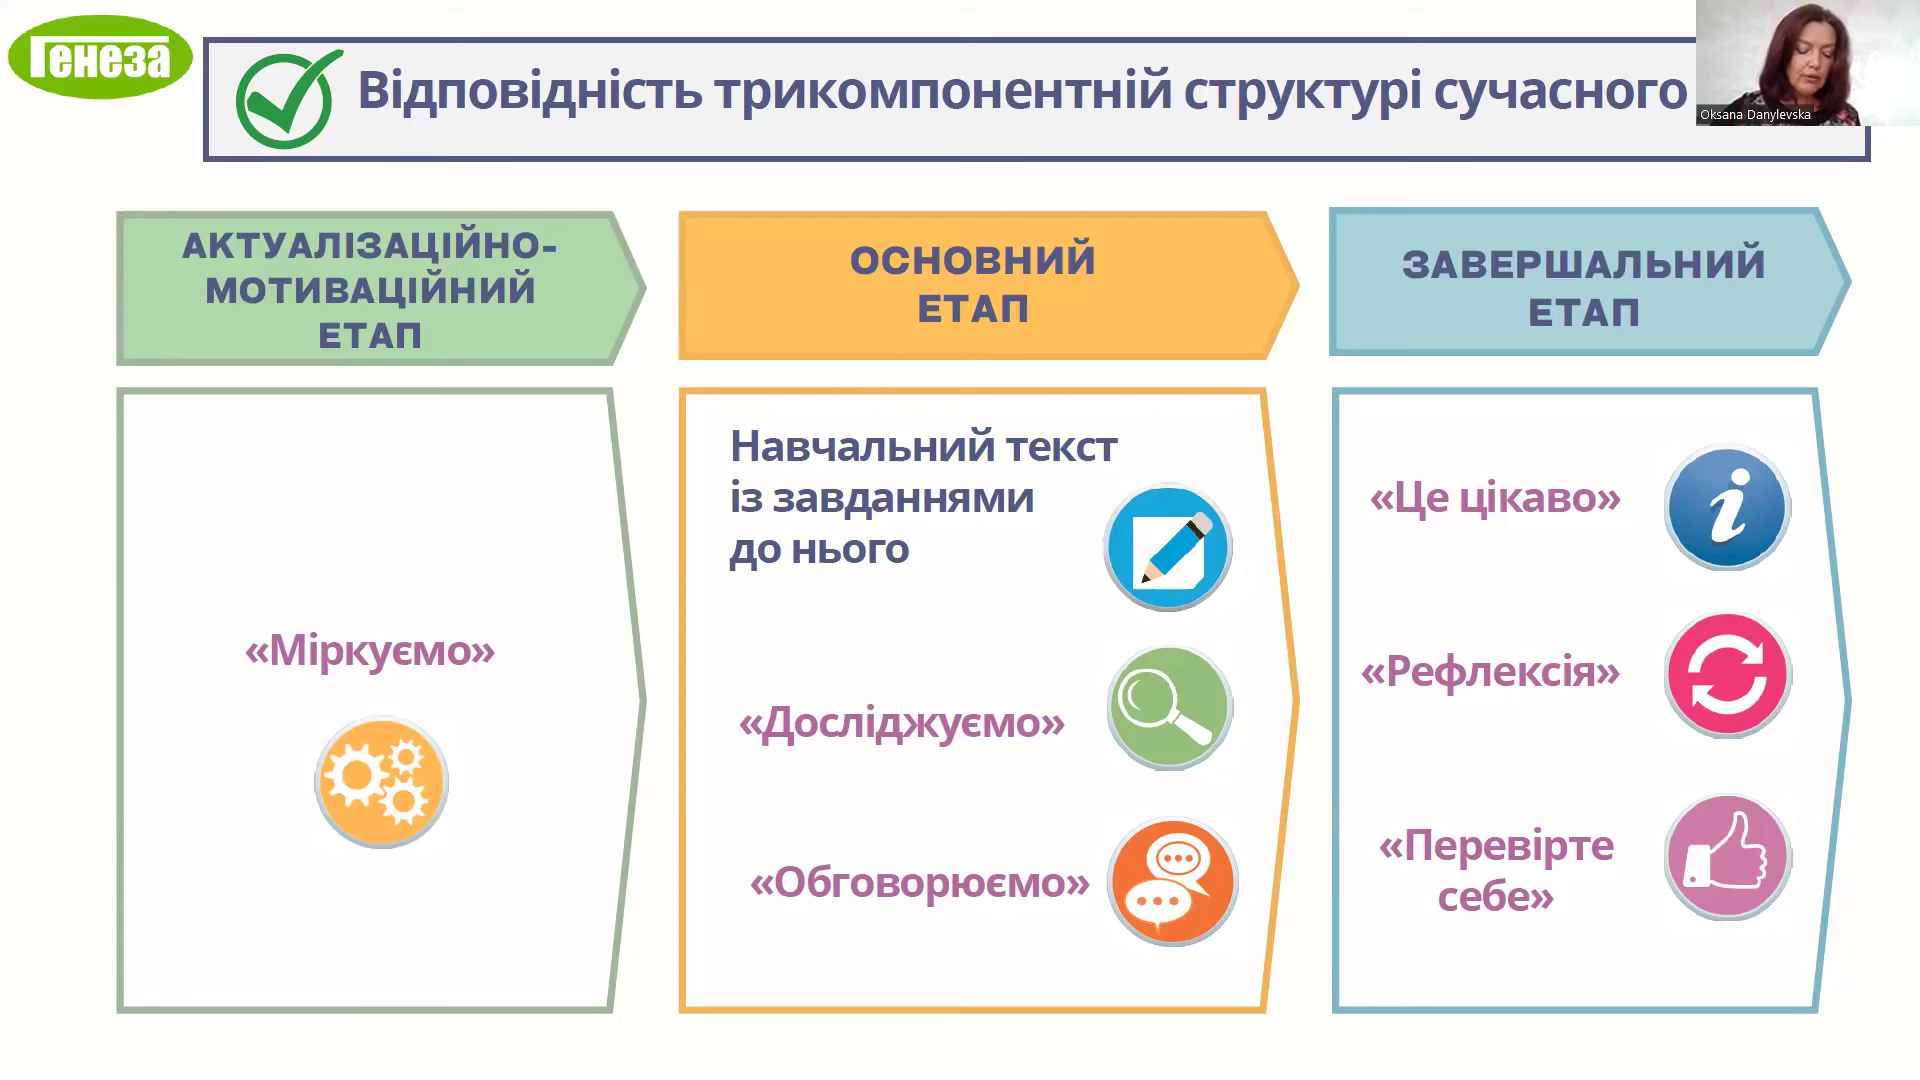 Генеза
Відповідність трикомпонентній структурі сучасного
Oksana Danylevska
АКТУАЛІЗАЦІЙНО-
МОТИВАЦІЙНИЙ
ЕТАП
ОСНОВНИЙ
ЕТАП
ЗАВЕРШАЛЬНИЙ
ЕТАП
«Міркуємо»
Навчальний текст
із завданнями
до нього
«Досліджуємо»
«Обговорюємо»
«Це цікаво»
«Рефлексія»
«Перевірте
себе»